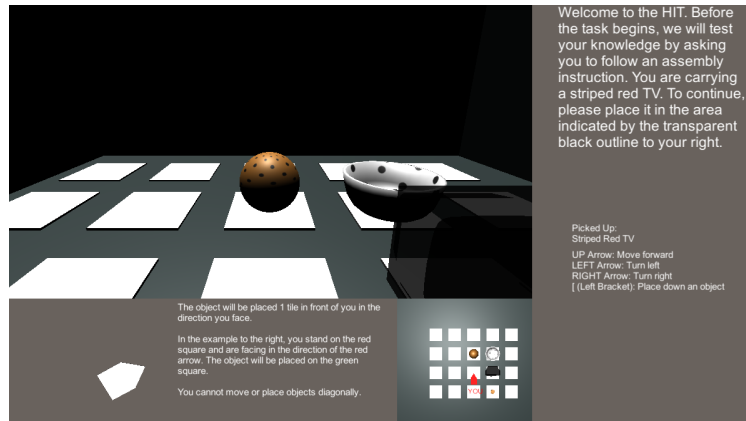 Welcome to the HIT. Before
the task begins, we will test
your knowledge by asking
you to follow an assembly
instruction. You are carrying
a striped red TV. To continue,
please place it in the area
indicated by the transparent
black outline to your right.
Picked Up:
Striped Red TV
UP Arrow: Move forward
LEFT Arrow: Turn left
RIGHT Arrow: Turn right
[ (Left Bracket): Place down an object
The object will be placed 1 tile in front of you in the
direction you face.
In the example to the right, you stand on the red
square and are facing in the direction of the red
arrow. The object will be placed on the green
square.
You cannot move or place objects diagonally.
YOU